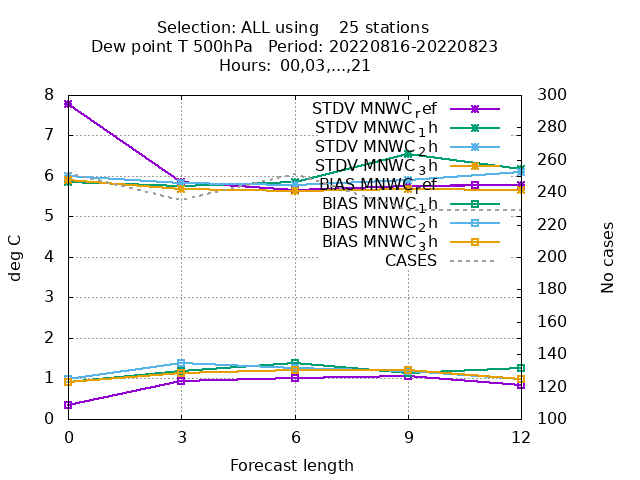 Selection: ALL using 25 stations
Dew point T 500hPa Period: 20220816-20220823
Hours: 00,03,...,21
STDV MNWC_ref
STDV MNWC_1h
STDV MNWC_2h
STDV MNWC_3h
BIAS MNWC_ref
BIAS MNWC_1h
BIAS MNWC_2h
BIAS MNWC_3h
CASES
deg C
8
7
6
5
4
3
2
1
0
No cases
300
280
260
240
220
200
180
160
140
120
100
0 3 6 9 12
Forecast length